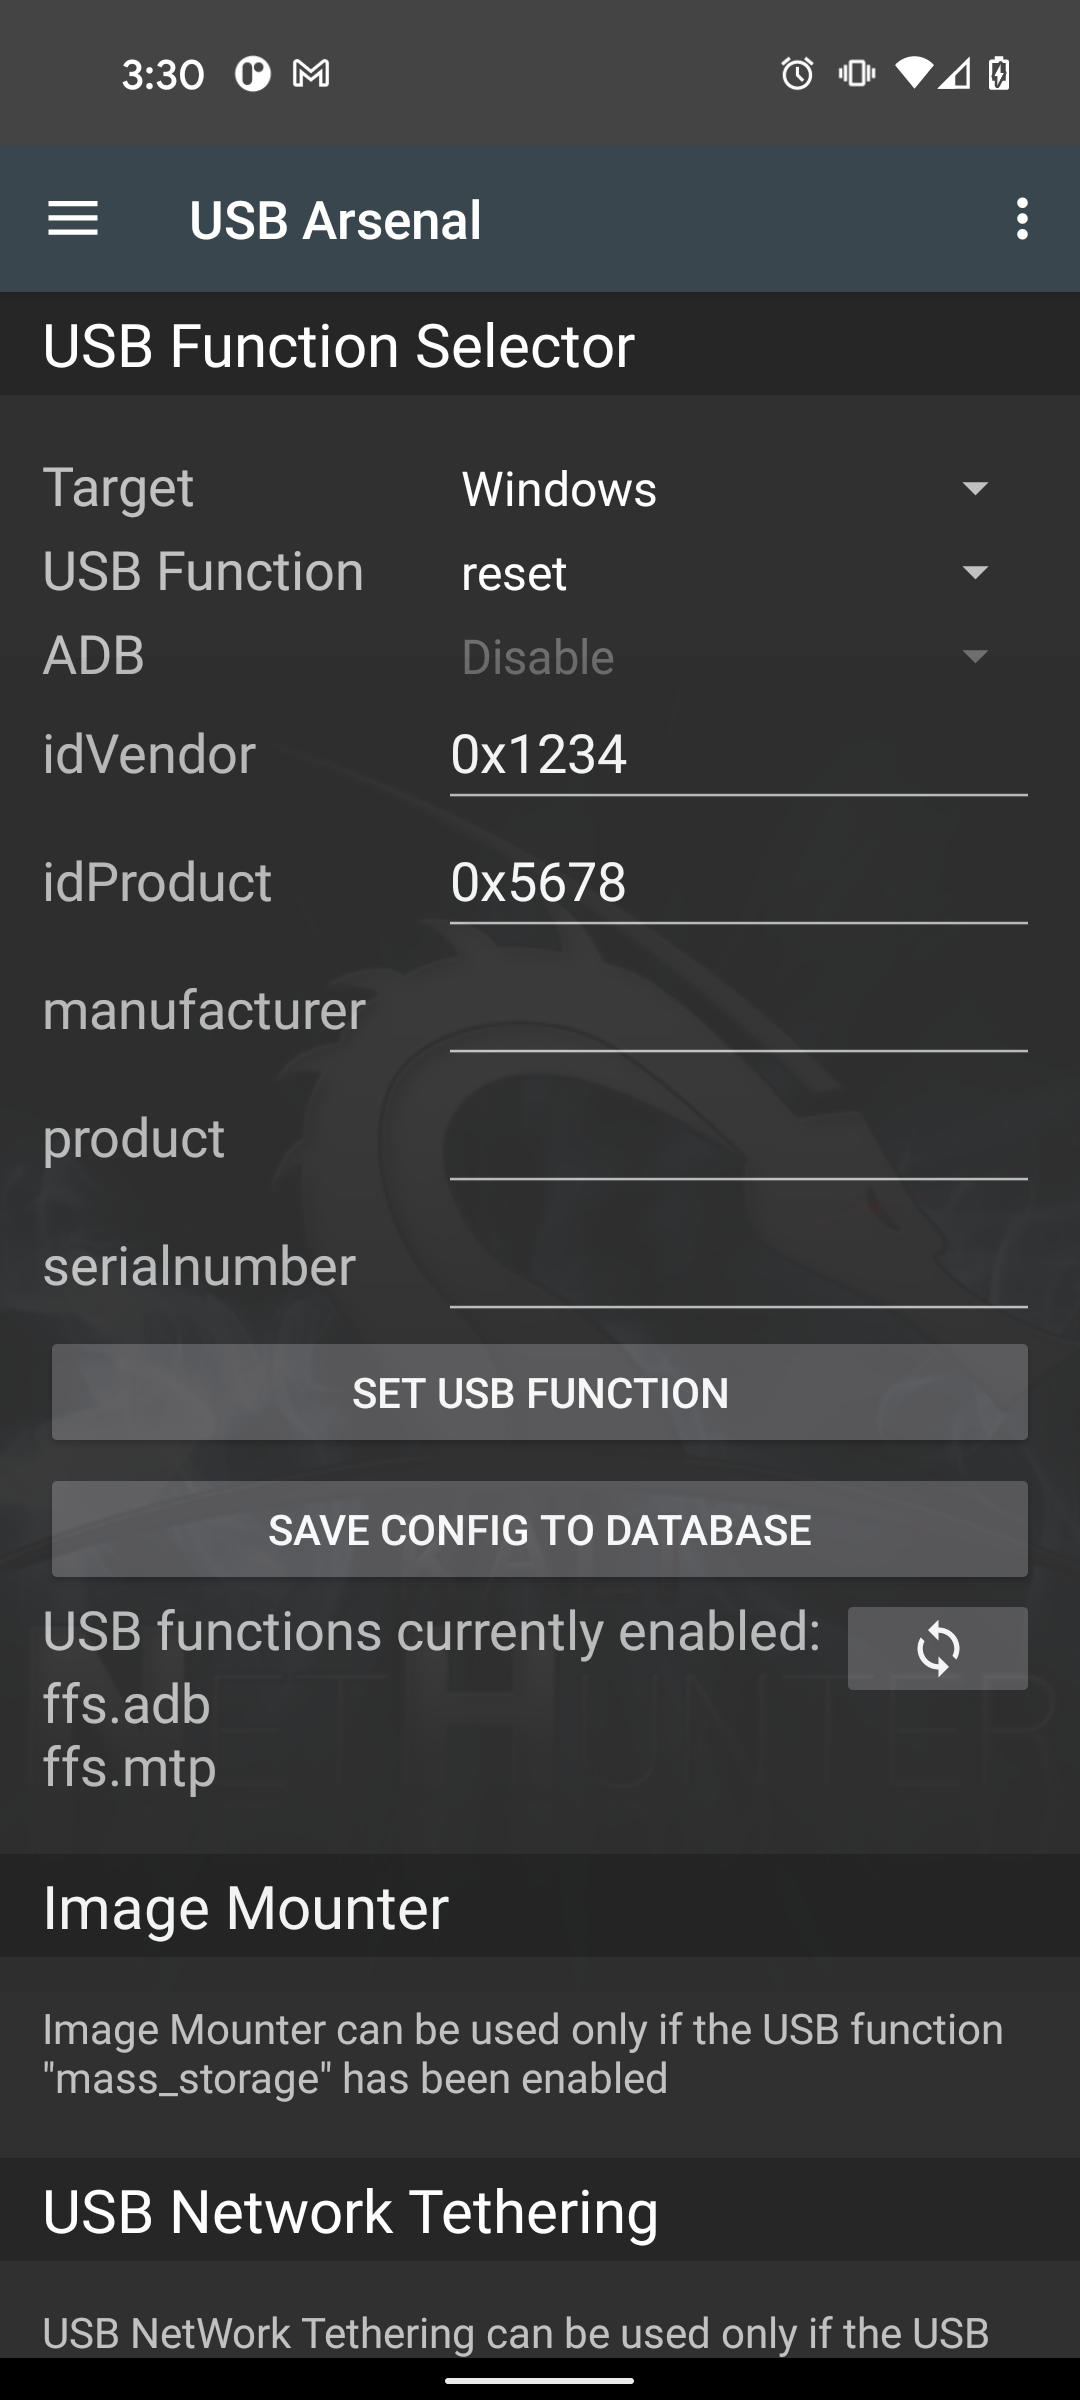 3:30
USB Arsenal
USB Function Selector
Target Windows
USB Function reset
ADB Disable
idVendor 0x1234
idProduct 0x5678
manufacturer
product
serialnumber
SET USB FUNCTION
SAVE CONFIG TO DATABASE
KALI
USB functions currently enabled:
ffs.adb
ffs.mtp
NETHUNTER
Image Mounter
Image Mounter can be used only if the USB function
"mass_storage" has been enabled
USB Network Tethering
USB NetWork Tethering can be used only if the USB